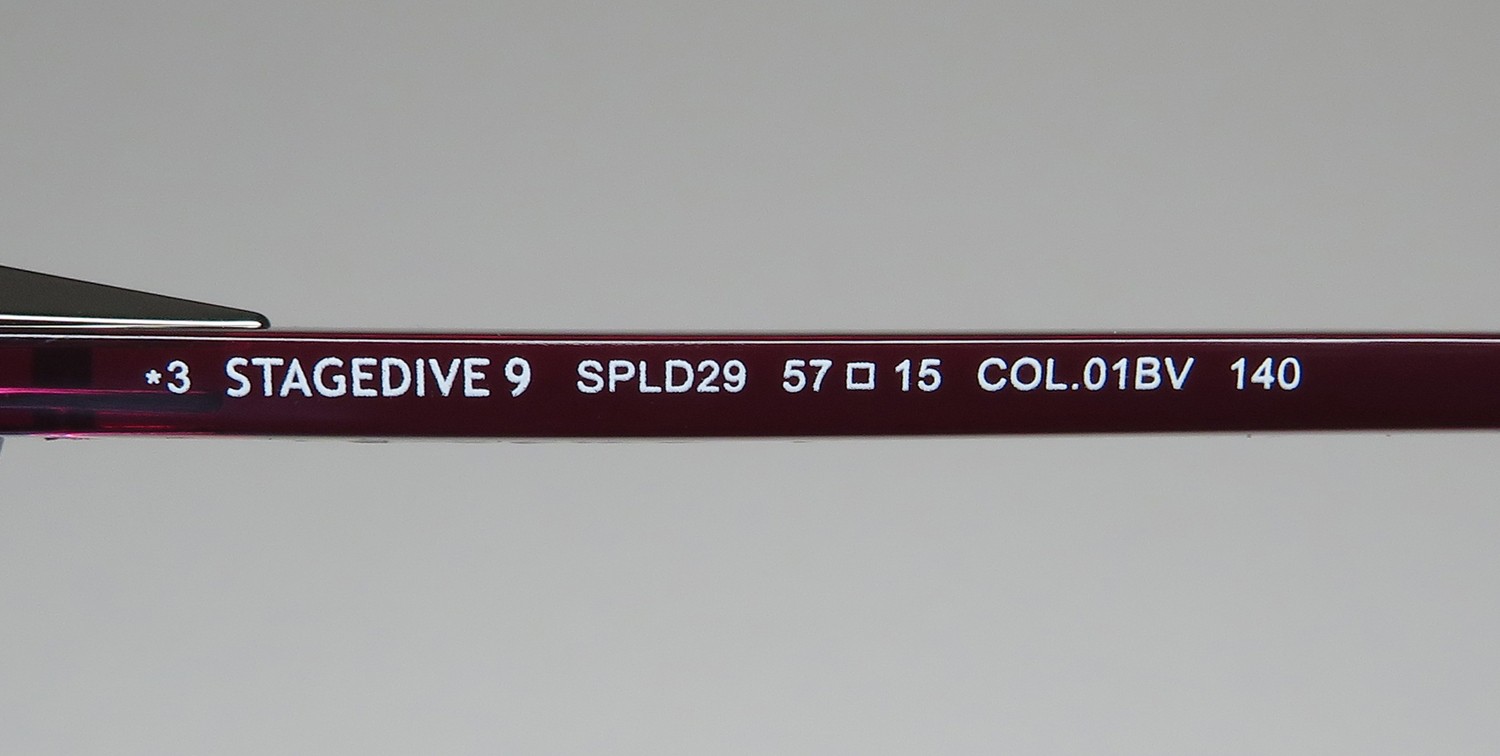 *3 STAGEDIVE 9 SPLD29 57 □ 15 COL.01BV 140